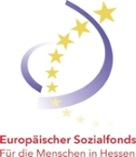 Europäischer Sozialfonds
Für die Menschen in Hessen